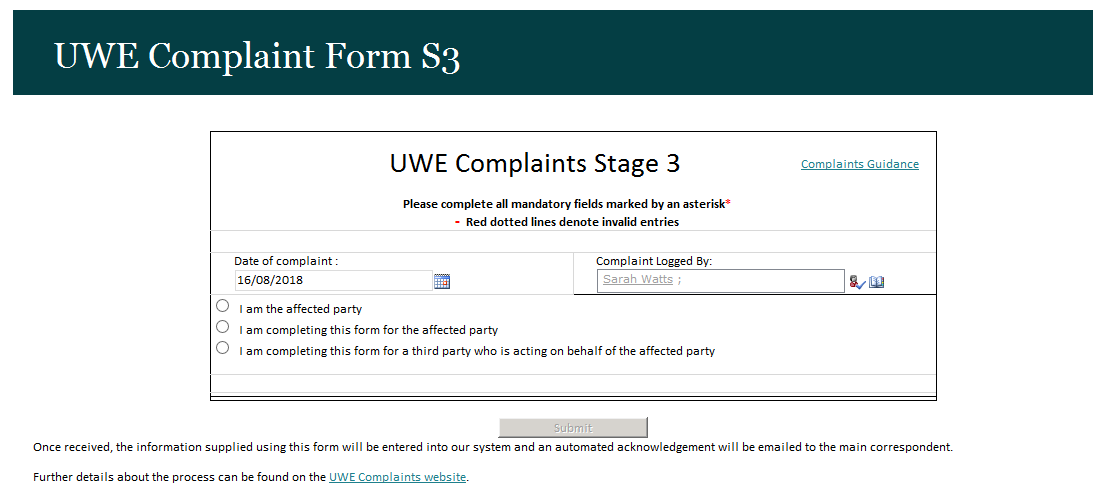 UWE Complaint Form S3
UWE Complaints Stage 3
Complaints Guidance
Please complete all mandatory fields marked by an asterisk*
- Red dotted lines denote invalid entries
Date of complaint :
Complaint Logged By:
16/08/2018
Sarah Watts ;
I am the affected party
I am completing this form for the affected party
I am completing this form for a third party who is acting on behalf of the affected party
Submit
Once received, the information supplied using this form will be entered into our system and an automated acknowledgement will be emailed to the main correspondent.
Further details about the process can be found on the UWE Complaints website.